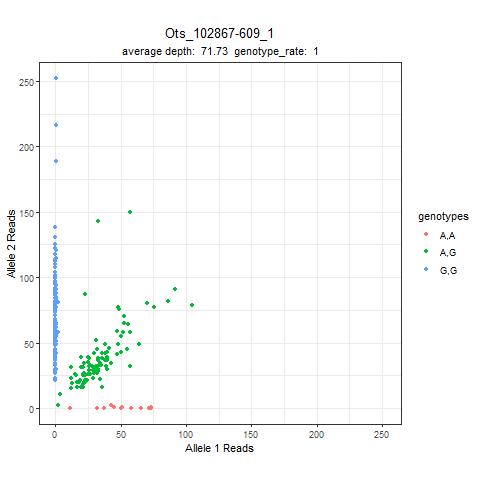 Ots_102867-609_1
average depth: 71.73 genotype_rate: 1
Allele 2 Reads
250
200
150
100
50
0
0 50 100 150 200 250
Allele 1 Reads
genotypes
A,A
A,G
G,G